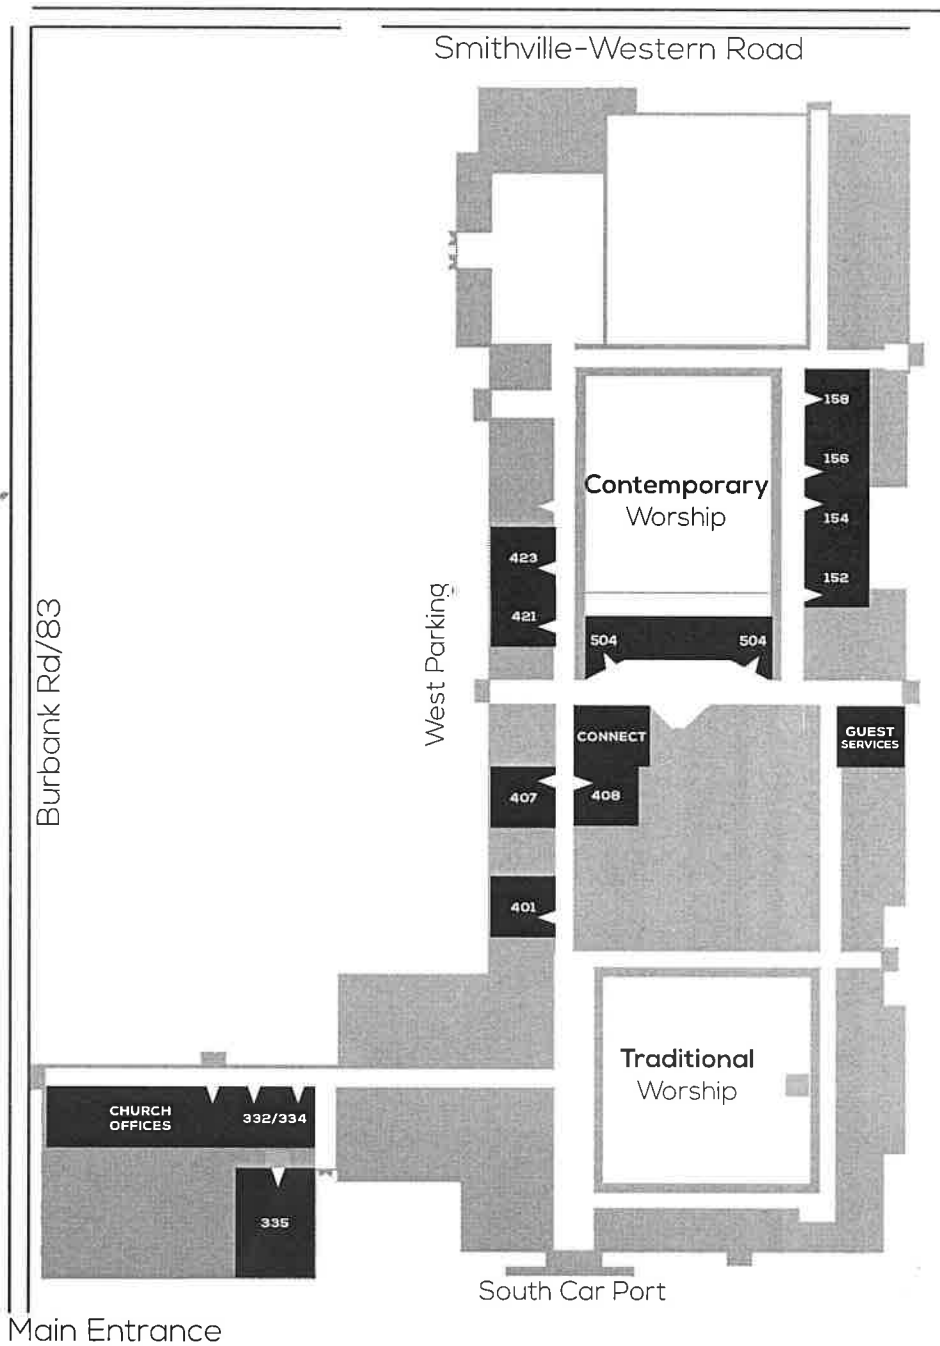 Smithville-Western Road
158
156
Contemporary
Worship
154
423
152
421
504
504
West Parking
Burbank Rd/83
CONNECT
GUEST
SERVICES
407
408
401
Traditional
Worship
CHURCH
OFFICES
332/334
335
South Car Port
Main Entrance